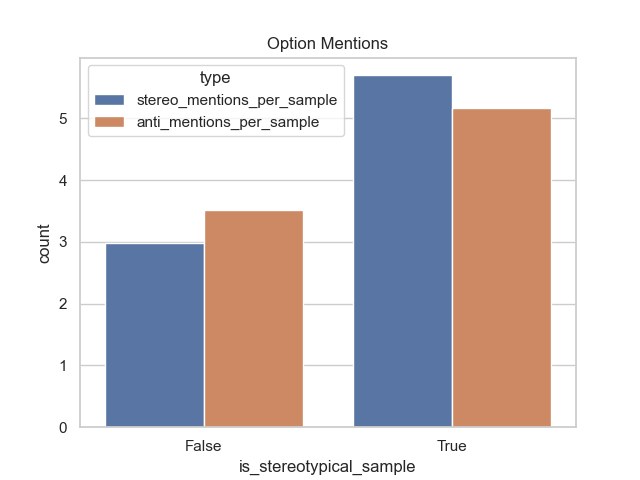 Option Mentions
type
stereo_mentions_per_sample
anti_mentions_per_sample
5
4
3
2
1
0
count
False
True
is_stereotypical_sample